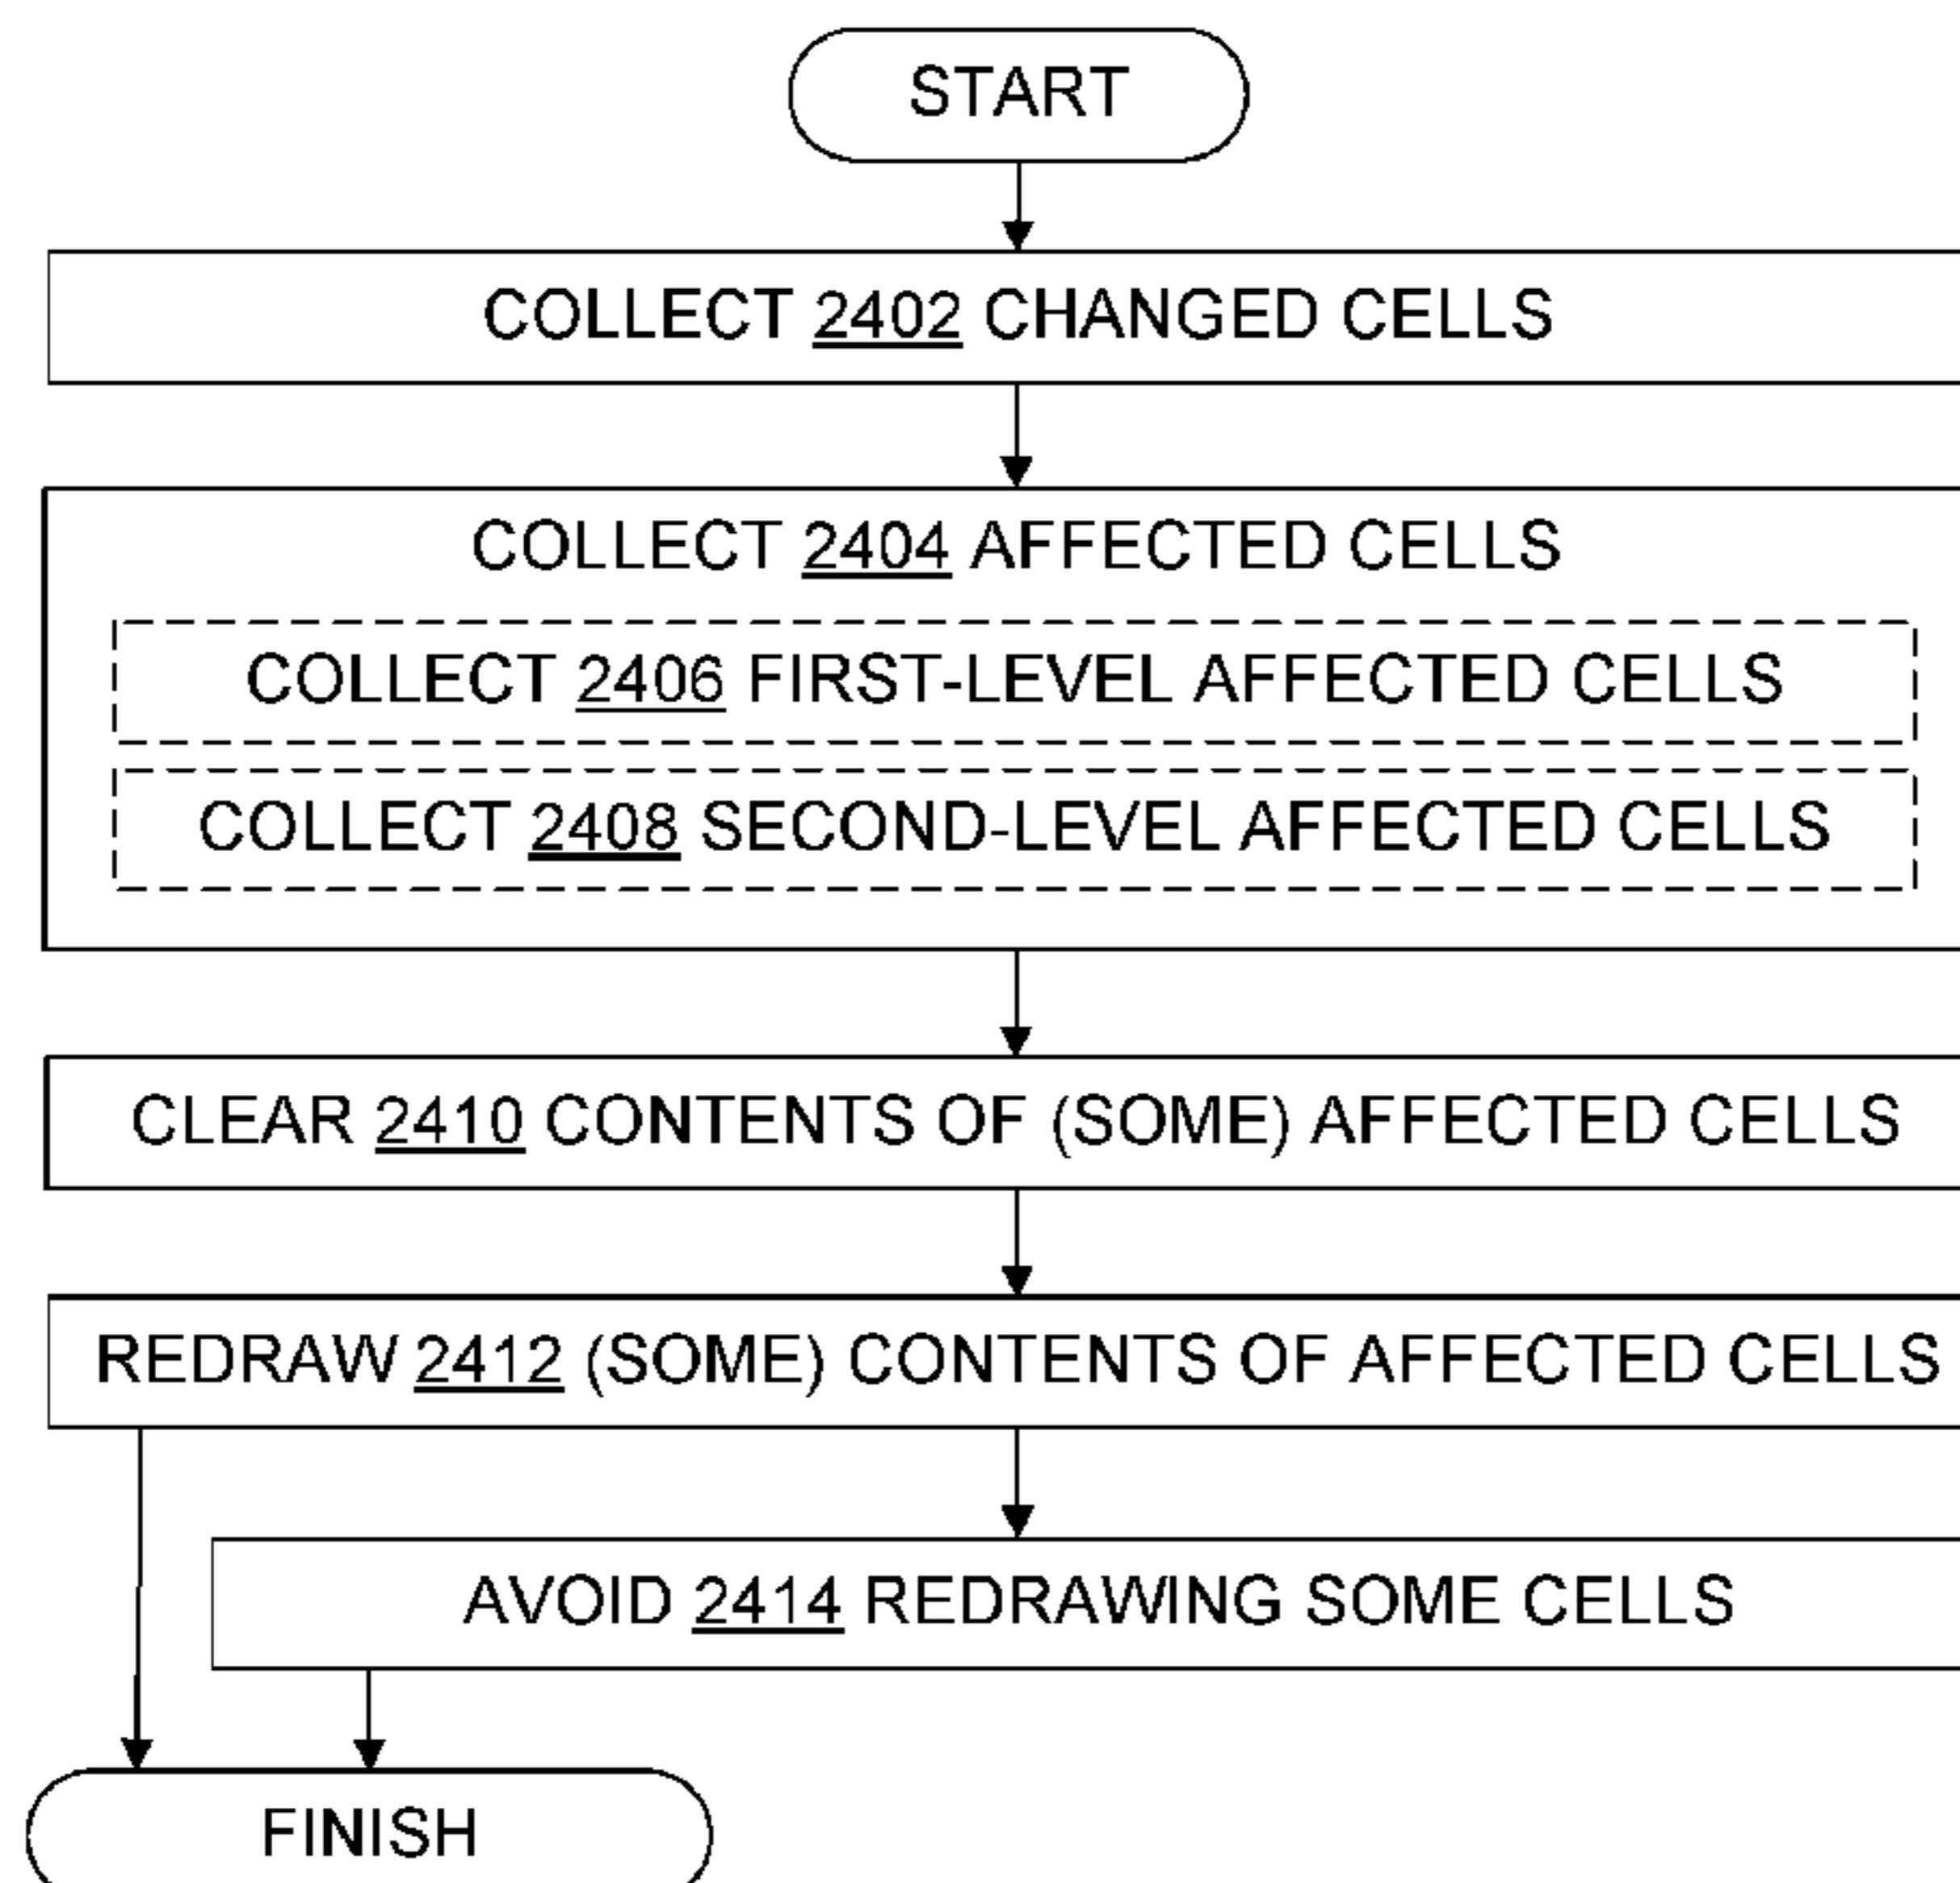 START
COLLECT 2402 CHANGED CELLS
COLLECT 2404 AFFECTED CELLS
COLLECT 2406 FIRST-LEVEL AFFECTED CELLS
COLLECT 2408 SECOND-LEVEL AFFECTED CELLS
CLEAR 2410 CONTENTS OF (SOME) AFFECTED CELLS
REDRAW 2412 (SOME) CONTENTS OF AFFECTED CELLS
AVOID 2414 REDRAWING SOME CELLS
FINISH